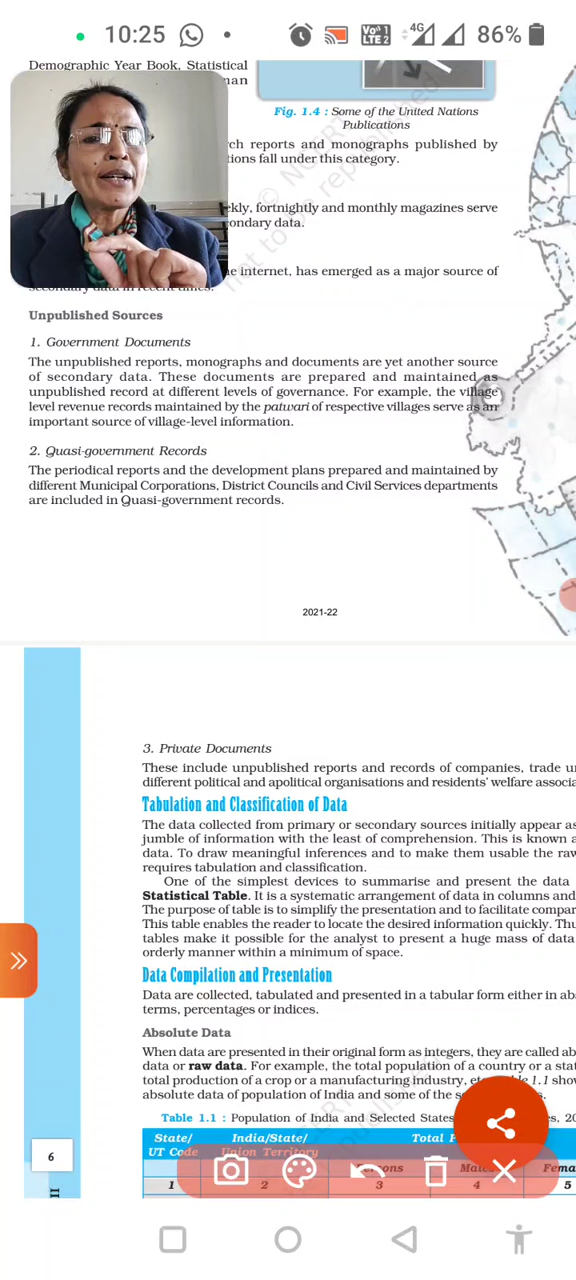 10:25
Vo 1
LTE 2
4G
86%
Demographic Year Book, Statistical
Fig. 1.4 : Some of the United Nations
Publications
reports and monographs published by
fall under this category.
fortnightly and monthly magazines serve
data.
internet, has emerged as a major source of
secondary data in recent times.
Unpublished Sources
1. Government Documents
The unpublished reports, monographs and documents are yet another source
of secondary data. These documents are prepared and maintained as
unpublished record at different levels of governance. For example, the village
level revenue records maintained by the patwari of respective villages serve as an
important source of village-level information.
2. Quasi-government Records
The periodical reports and the development plans prepared and maintained by
different Municipal Corporations, District Councils and Civil Services departments
are included in Quasi-government records.
2021-22
3. Private Documents
These include unpublished reports and records of companies, trade
different political and apolitical organisations and residents' welfare
Tabulation and Classification of Data
The data collected from primary or secondary sources initially appear as
jumble of information with the least of comprehension. This is known
data. To draw meaningful inferences and to make them usable the raw
requires tabulation and classification.
One of the simplest devices to summarise and present the data
Statistical Table. It is a systematic arrangement of data in columns and
The purpose of table is to simplify the presentation and to facilitate
This table enables the reader to locate the desired information quickly.
tables make it possible for the analyst to present a huge mass of data
orderly manner within a minimum of space.
Data Compilation and Presentation
Data are collected, tabulated and presented in a tabular form either in
terms, percentages or indices.
Absolute Data
When data are presented in their original form as integers, they are called
data or raw data. For example, the total population of a country or a
total production of a crop or a manufacturing industry, 1.1
absolute data of population of India and some of the
Table 1.1 : Population of India and Selected
State/ India/State/ Total
UT Code Union Territory
Persons Males
1 2 3 4 5
6
II